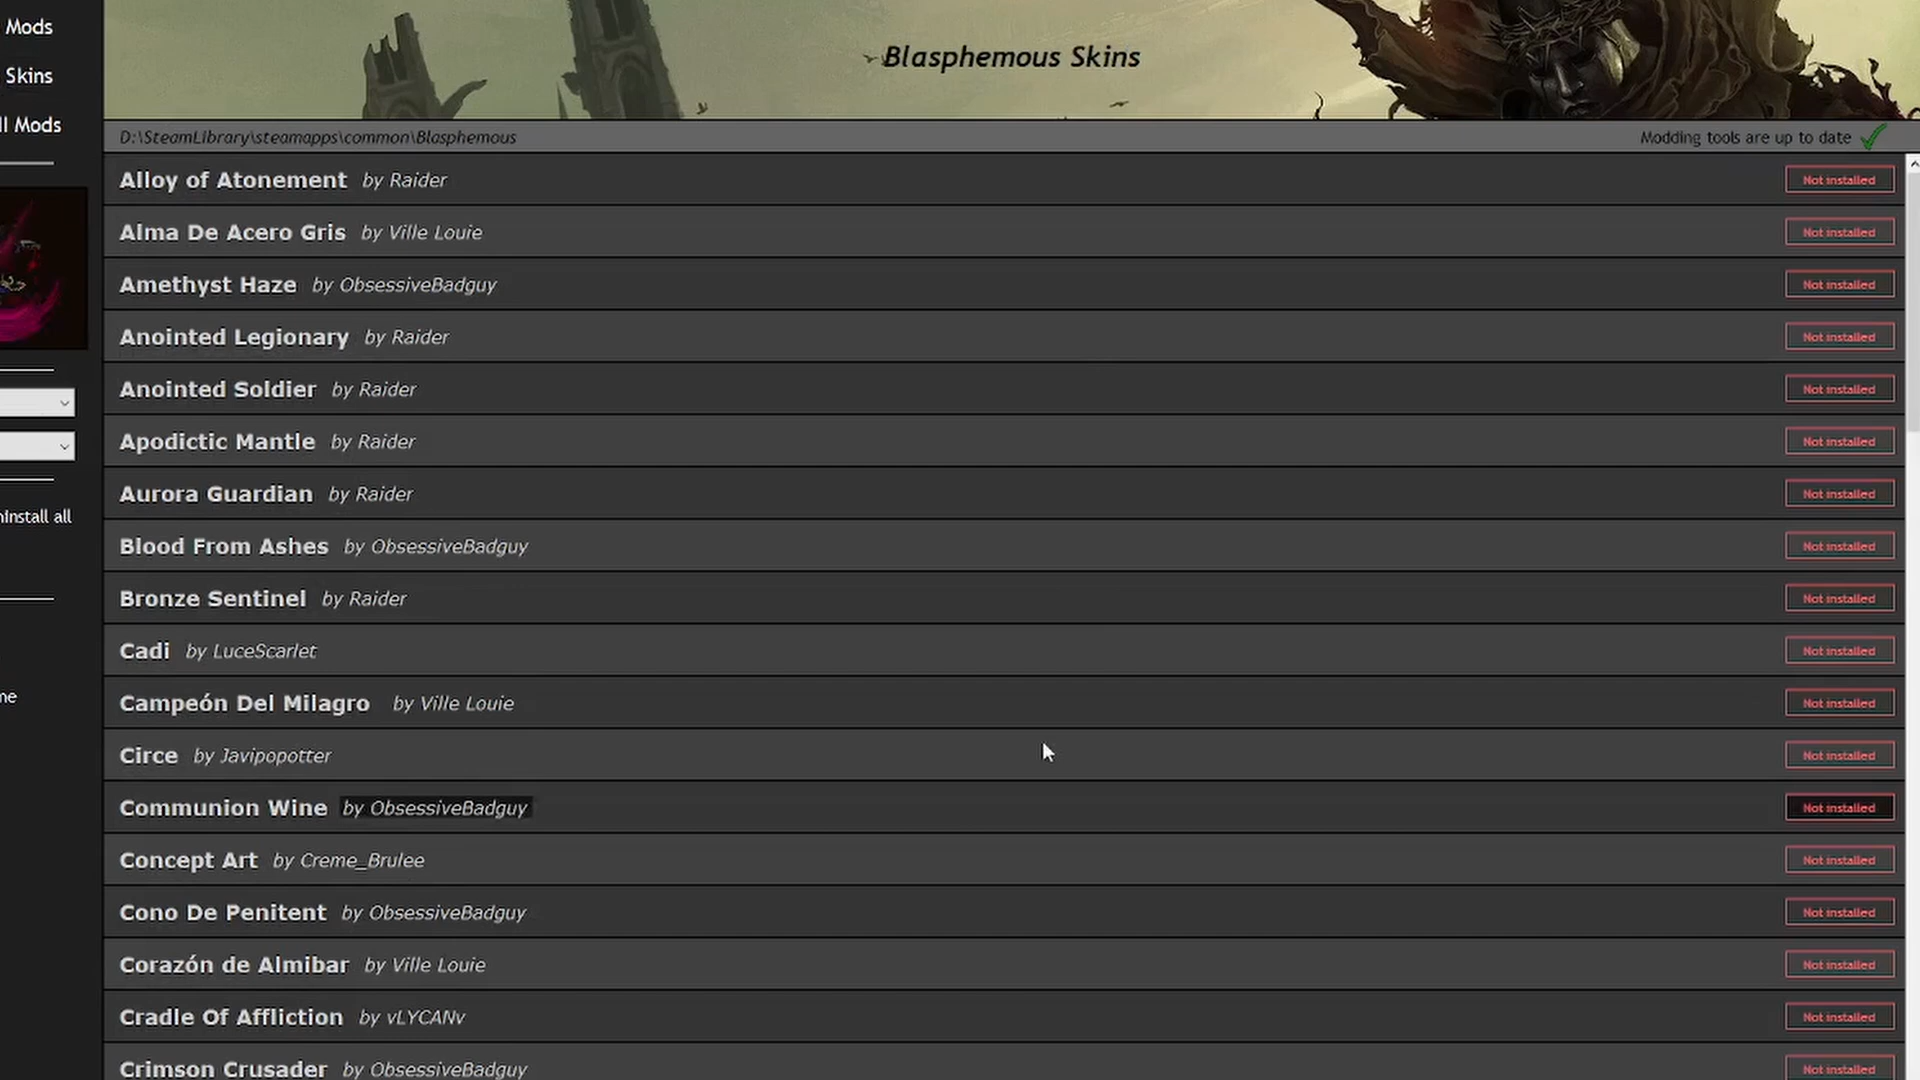 Mods
Skins
ll Mods
ninstall all
me
Blasphemous Skins
D:\SteamLibrary\steamapps\common\Blasphemous
Modding tools are up to date
Alloy of Atonement by Raider Not installed
Alma De Acero Gris by Ville Louie Not installed
Amethyst Haze by ObsessiveBadguy Not installed
Anointed Legionary by Raider Not installed
Anointed Soldier by Raider Not installed
Apodictic Mantle by Raider Not installed
Aurora Guardian by Raider Not installed
Blood From Ashes by ObsessiveBadguy Not installed
Bronze Sentinel by Raider Not installed
Cadi by LuceScarlet Not installed
Campeón Del Milagro by Ville Louie Not installed
Circe by Javipopotter Not installed
Communion Wine by ObsessiveBadguy Not installed
Concept Art by Creme_Brulee Not installed
Cono De Penitent by ObsessiveBadguy Not installed
Corazón de Almibar by Ville Louie Not installed
Cradle Of Affliction by vLYCANv Not installed
Crimson Crusader by ObsessiveBadguy Not installed